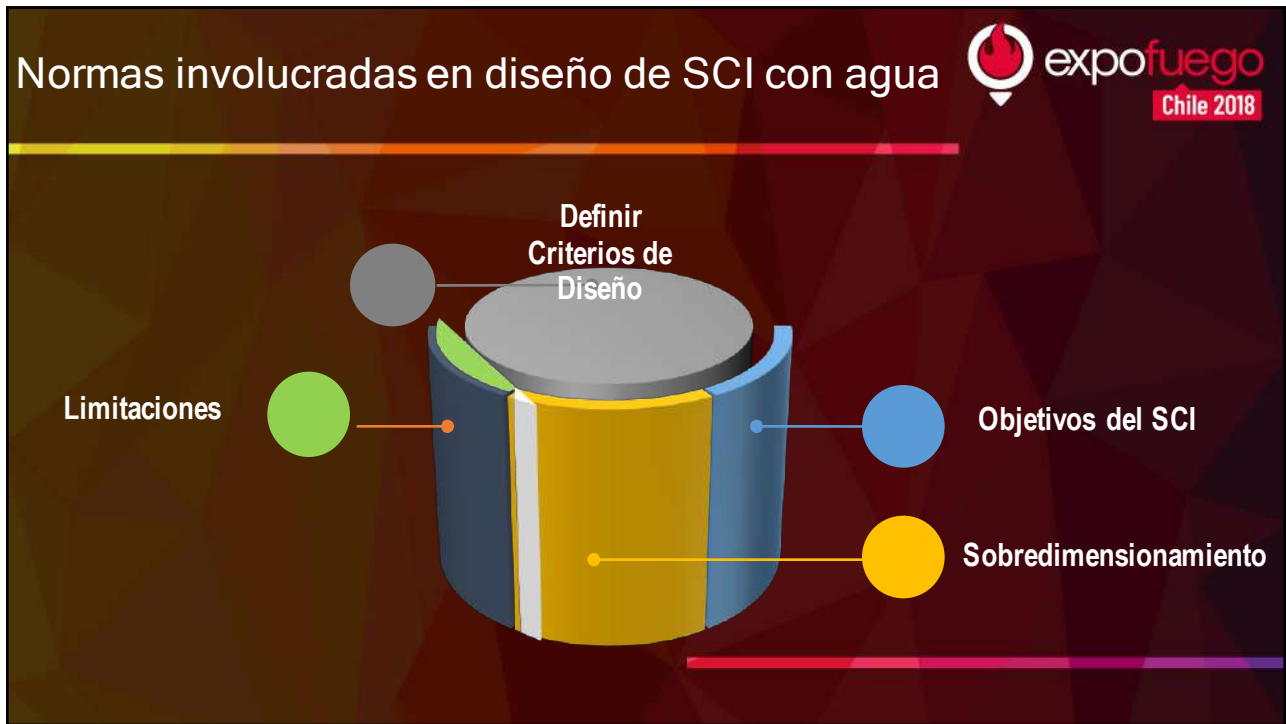 Normas involucradas en diseño de SCI con agua
expofuego
Chile 2018
Definir
Criterios de
Diseño
Limitaciones
Objetivos del SCI
Sobredimensionamiento